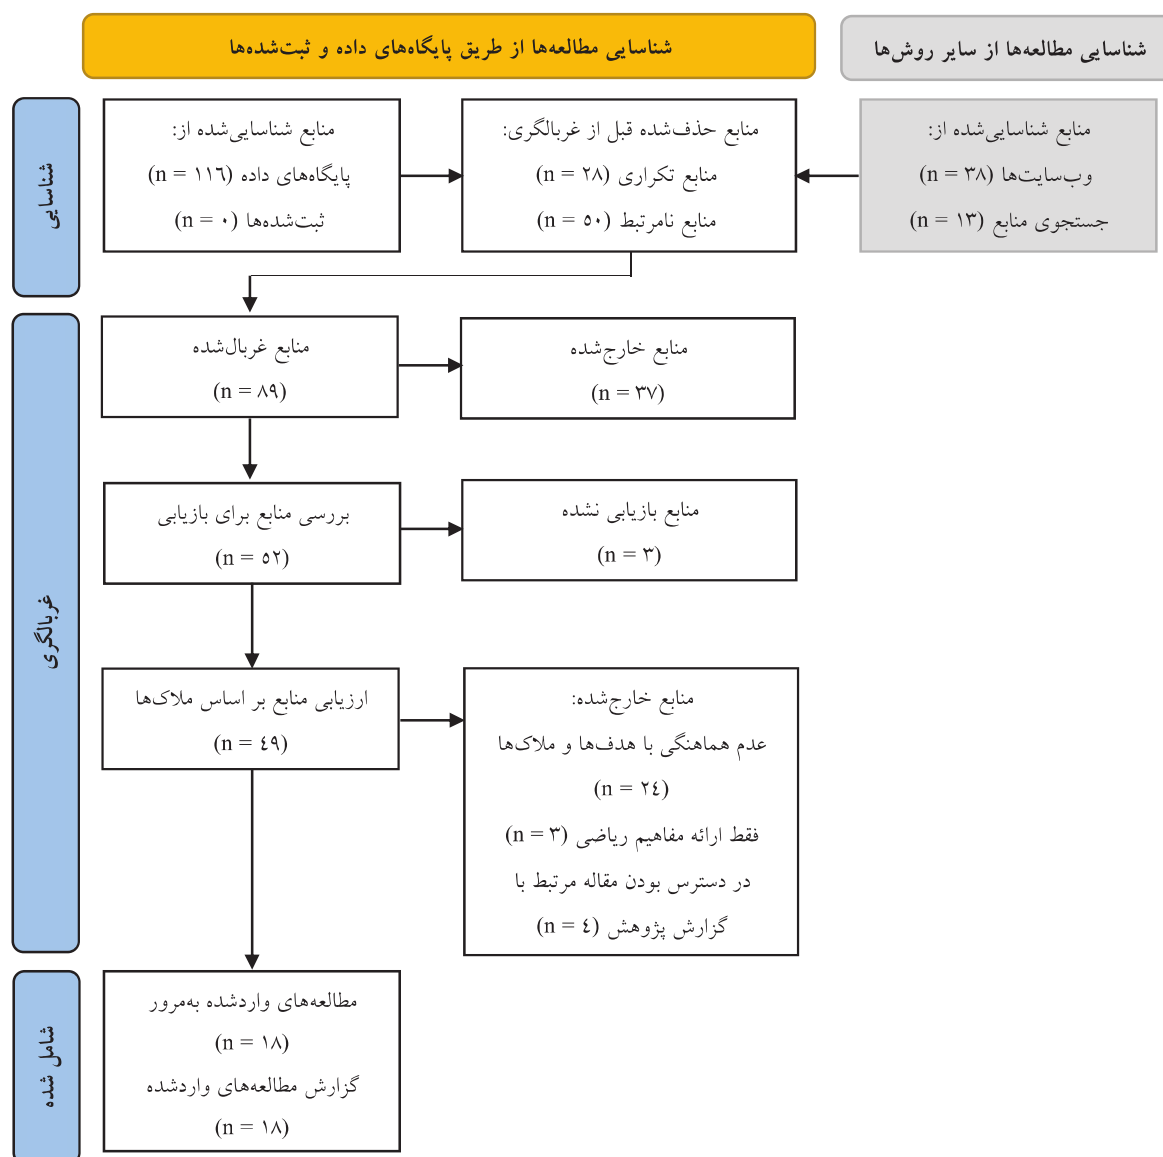 شناسایی مطالعه‌ها از سایر روش‌ها
شناسایی مطالعه‌ها از طریق پایگاه‌های داده و ثبت‌شده‌ها
شناسایی
منابع شناسایی‌شده از:
وب‌سایت‌ها (n = ۳۸)
جستجوی منابع (n = ۱۳)
منابع حذف‌شده قبل از غربالگری:
منابع تکراری (n = ۲۸)
منابع نامرتبط (n = ۵۰)
منابع شناسایی‌شده از:
پایگاه‌های داده (n = ۱۱٦)
ثبت‌شده‌ها (n = ۰)
غربالگری
منابع غربال‌شده
(n = ۸۹)
منابع خارج‌شده
(n = ۳۷)
بررسی منابع برای بازیابی
(n = ۵۲)
منابع بازیابی نشده
(n = ۳)
ارزیابی منابع بر اساس ملاک‌ها
(n = ٤۹)
منابع خارج‌شده:
عدم هماهنگی با هدف‌ها و ملاک‌ها
(n = ۲٤)
فقط ارائه مفاهیم ریاضی (n = ۳)
در دسترس بودن مقاله مرتبط با
گزارش پژوهش (n = ٤)
شامل شده
مطالعه‌های واردشده به‌مرور
(n = ۱۸)
گزارش مطالعه‌های واردشده
(n = ۱۸)